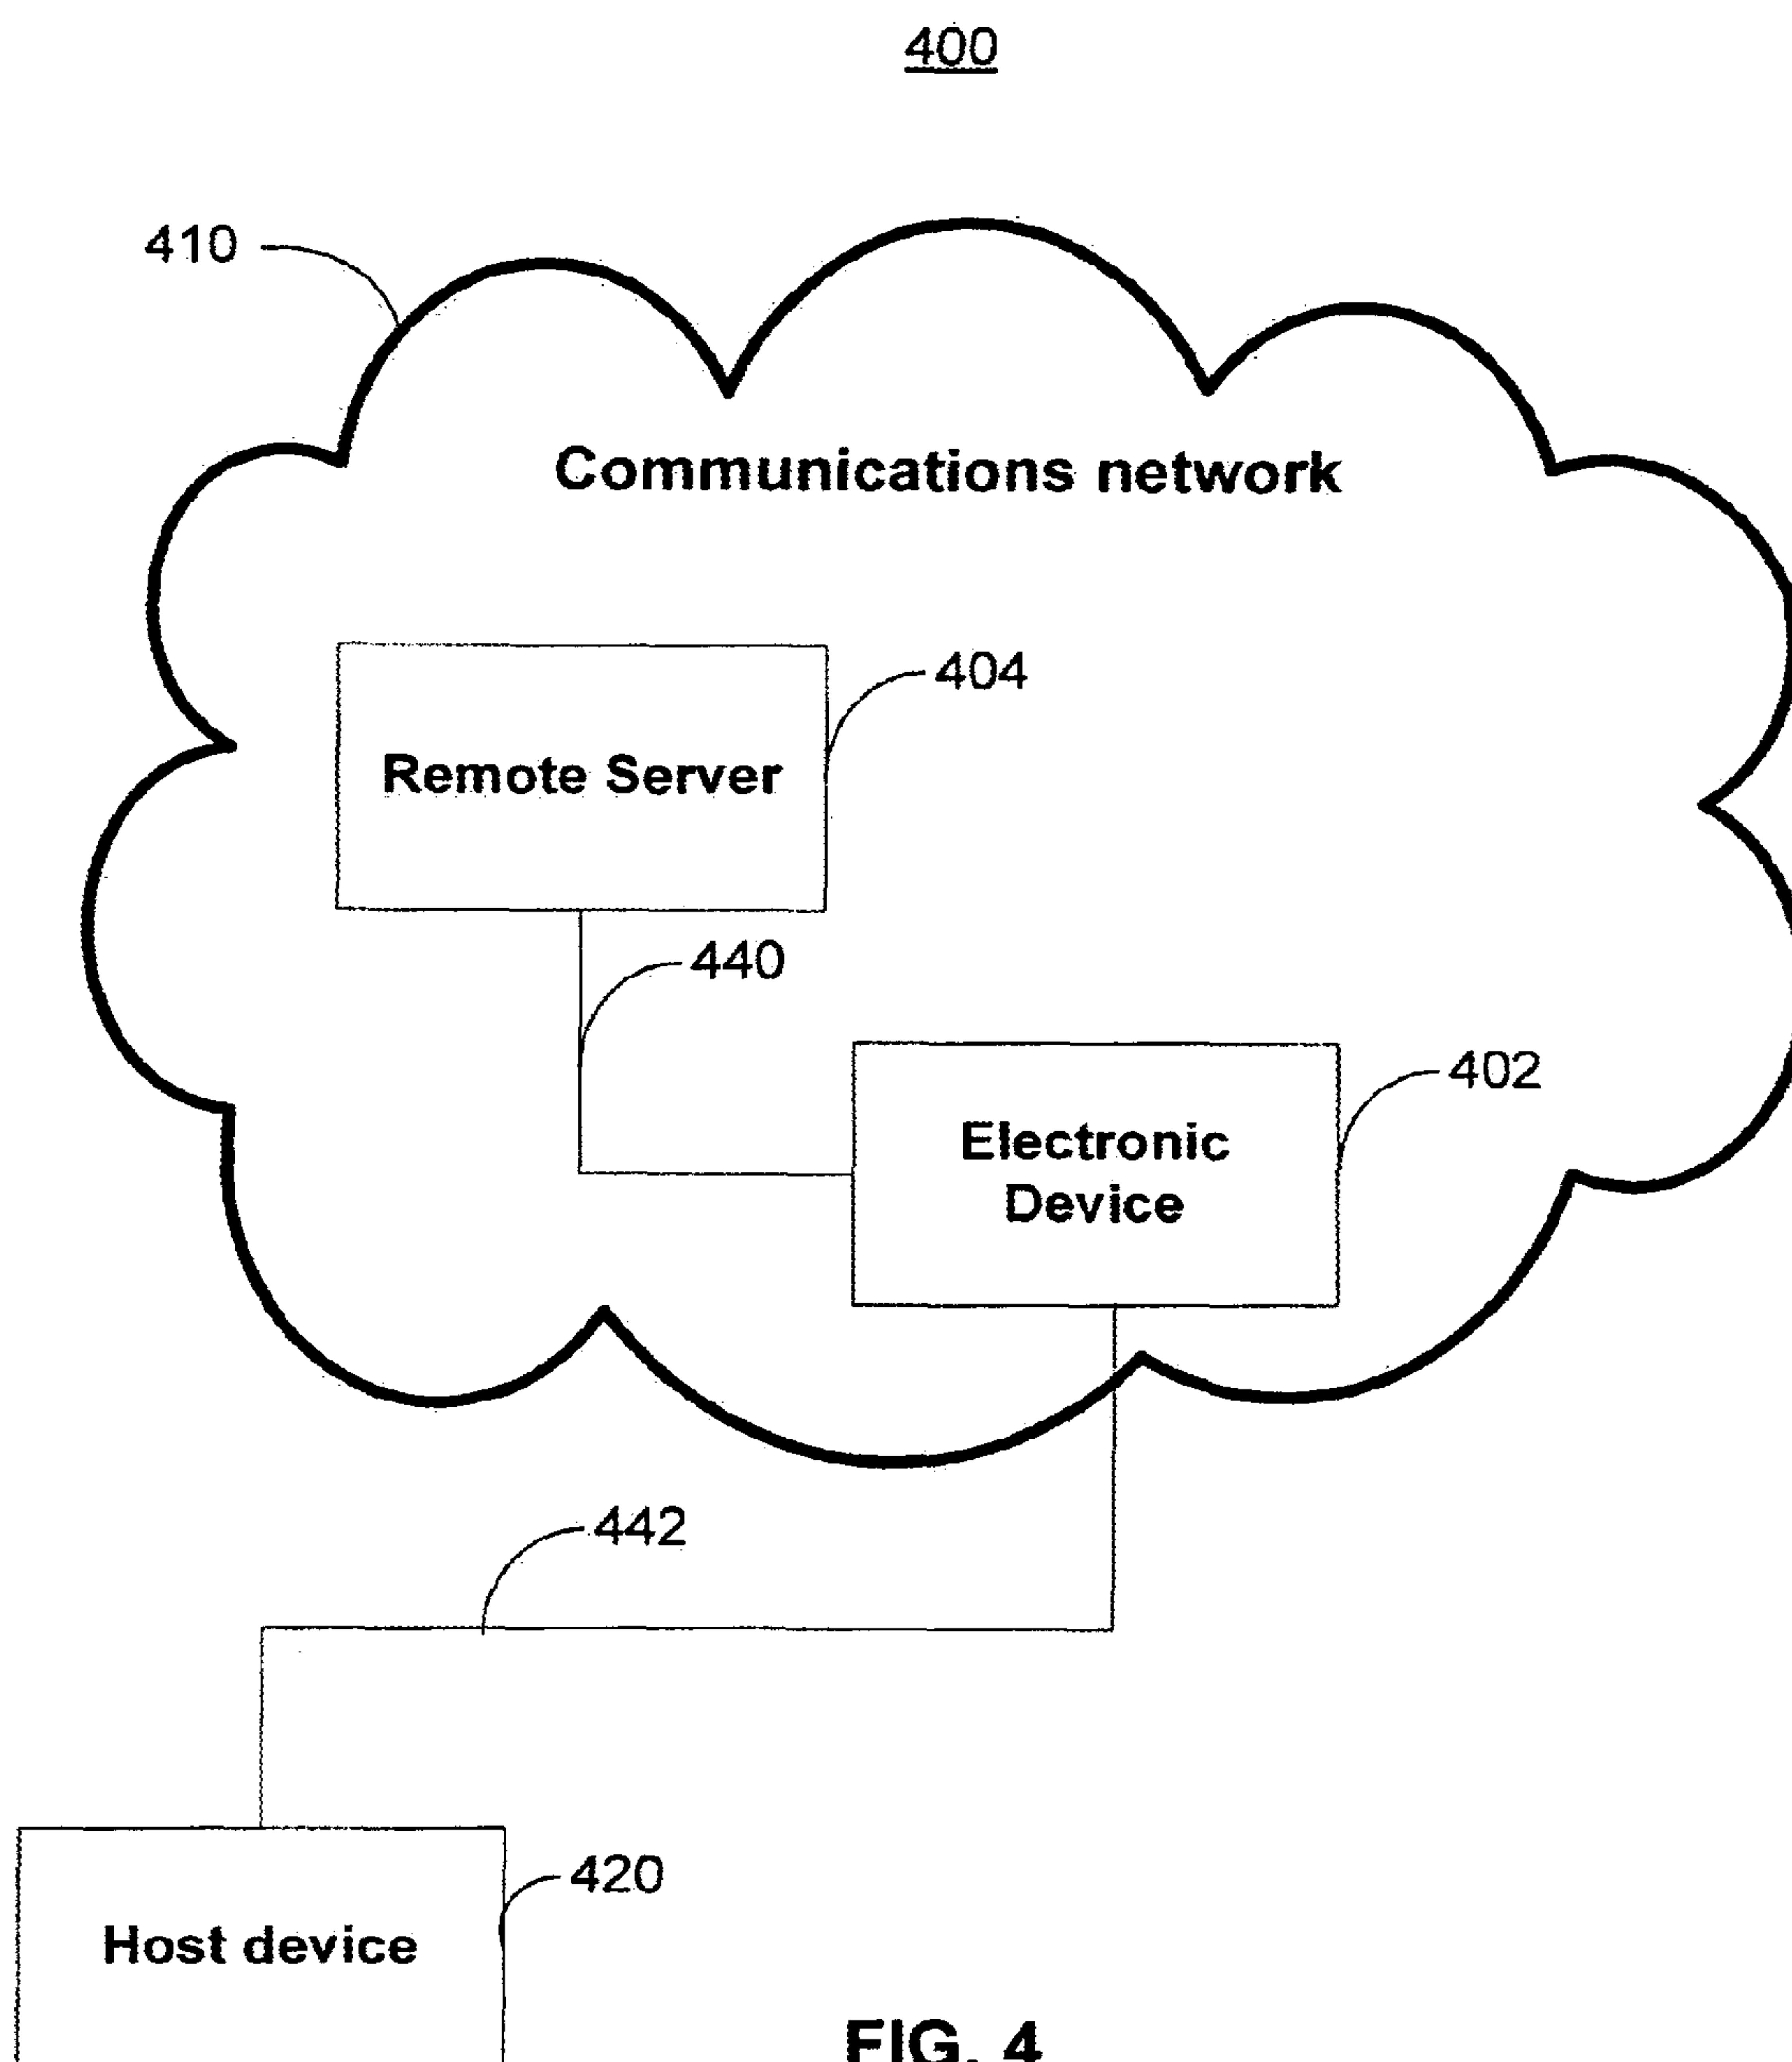 400
410
Communications network
404
Remote Server
440
402
Electronic
Device
442
420
Host device
FIG. 4